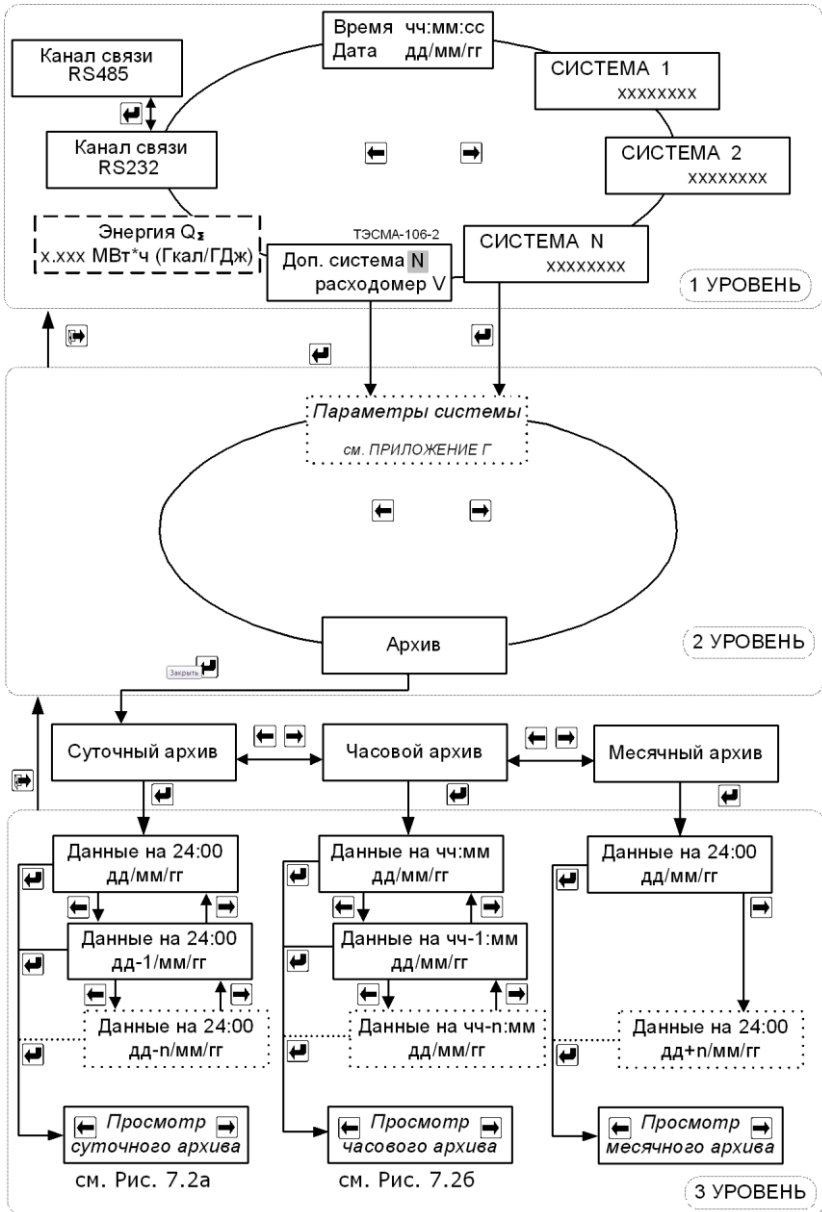 Время чч:мм:сс
Дата дд/мм/гг
Канал связи
RS485
СИСТЕМА 1
xxxxxxxx
Канал связи
RS232
СИСТЕМА 2
xxxxxxxx
Энергия QΣ
x.xxx МВт*ч (Гкал/ГДж)
ТЭСМА-106-2
Доп. система N
расходомер V
СИСТЕМА N
xxxxxxxx
1 УРОВЕНЬ
Параметры системы
см. ПРИЛОЖЕНИЕ Г
Архив
2 УРОВЕНЬ
Закрыть
Суточный архив
Часовой архив
Месячный архив
Данные на 24:00
дд/мм/гг
Данные на чч:мм
дд/мм/гг
Данные на 24:00
дд/мм/гг
Данные на 24:00
дд-1/мм/гг
Данные на чч-1:мм
дд/мм/гг
Данные на 24:00
дд-n/мм/гг
Данные на чч-n:мм
дд/мм/гг
Данные на 24:00
дд+n/мм/гг
Просмотр
суточного архива
Просмотр
часового архива
Просмотр
месячного архива
см. Рис. 7.2а
см. Рис. 7.2б
3 УРОВЕНЬ